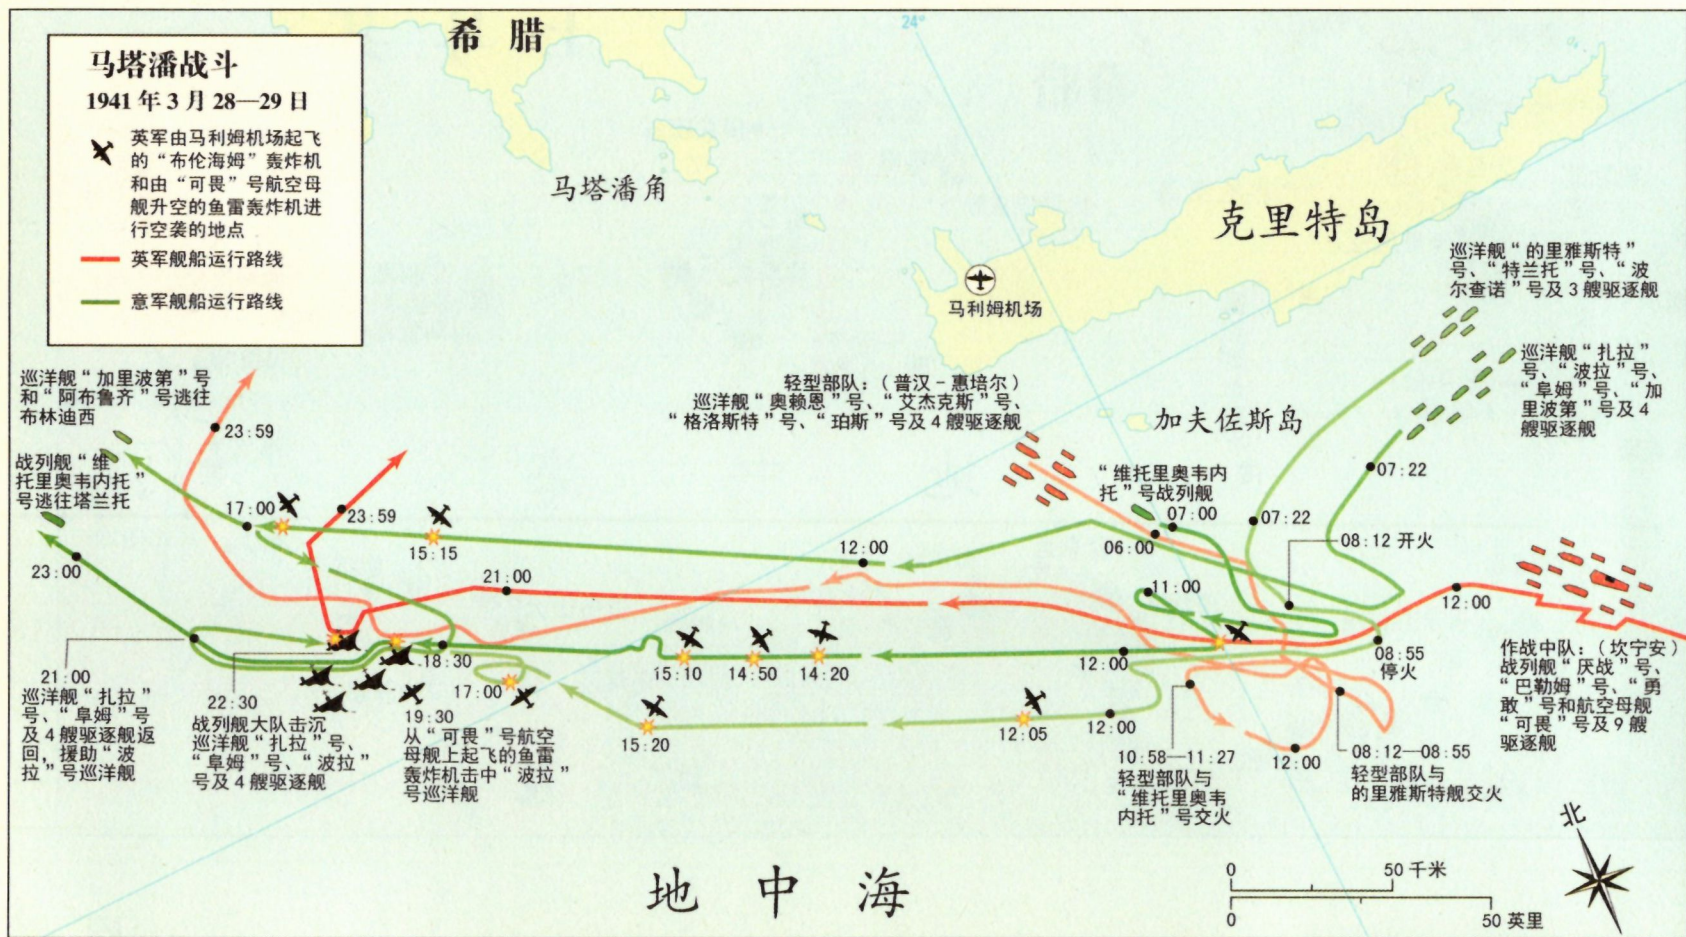 希 腊
24°
马塔潘战斗
1941 年 3 月 28—29 日
英军由马利姆机场起飞
的“布伦海姆”轰炸机
和由“可畏”号航空母
舰升空的鱼雷轰炸机进
行空袭的地点
英军舰船运行路线
意军舰船运行路线
马塔潘角
克里特岛
马利姆机场
巡洋舰“的里雅斯特”
号、“特兰托”号、“波
尔查诺”号及 3 艘驱逐舰
巡洋舰“扎拉”
号、“波拉”号、
“阜姆”号、“加
里波第”号及 4
艘驱逐舰
巡洋舰“加里波第”号
和“阿布鲁齐”号逃往
布林迪西
战列舰“维
托里奥韦内托”
号逃往塔兰托
轻型部队:(普汉－惠培尔)
巡洋舰“奥赖恩”号、“艾杰克斯”号、
“格洛斯特”号、“珀斯”号及 4 艘驱逐舰
加夫佐斯岛
“维托里奥韦内
托”号战列舰
07:00
06:00
07:22
07:22
08:12 开火
23:59
23:59
17:00
15:15
12:00
23:00
21:00
11:00
12:00
08:55
停火
作战中队:(坎宁安)
战列舰“厌战”号、
“巴勒姆”号、“勇
敢”号和航空母舰
“可畏”号及 9 艘
驱逐舰
18:30
17:00
15:10
14:50
14:20
12:00
15:20
12:05
12:00
12:00
21:00
巡洋舰“扎拉”
号、“阜姆”号
及 4 艘驱逐舰返
回，援助“波
拉”号巡洋舰
22:30
战列舰大队击沉
巡洋舰“扎拉”号、
“阜姆”号、“波拉”
号及 4 艘驱逐舰
19:30
从“可畏”号航空
母舰上起飞的鱼雷
轰炸机击中“波拉”
号巡洋舰
10:58—11:27
轻型部队与
“维托里奥韦
内托”号交火
08:12—08:55
轻型部队与
的里雅斯特舰交火
地 中 海
北
0 50 千米
0 50 英里